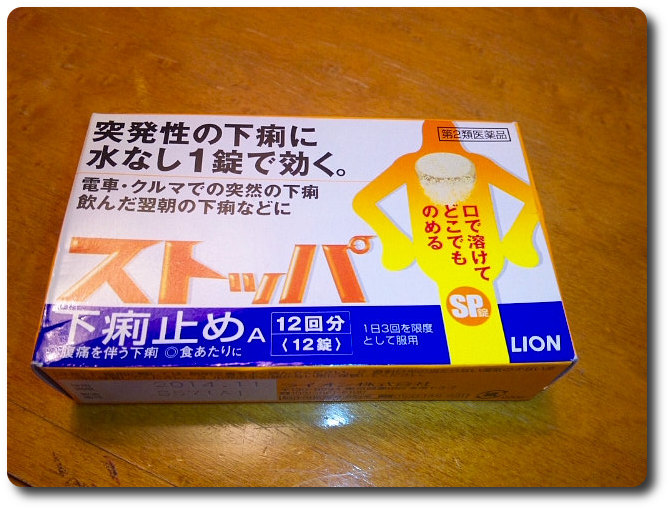 突発性の下痢に
水なし1錠で効く。
第2類医薬品
電車・クルマでの突然の下痢
飲んだ翌朝の下痢などに
口で溶けて
どこでも
のめる
ストッパ
SP錠
下痢止めA
12回分
〈12錠〉
1日3回を限度
として服用
LION
腹痛を伴う下痢 ◎食あたりに
2014.11